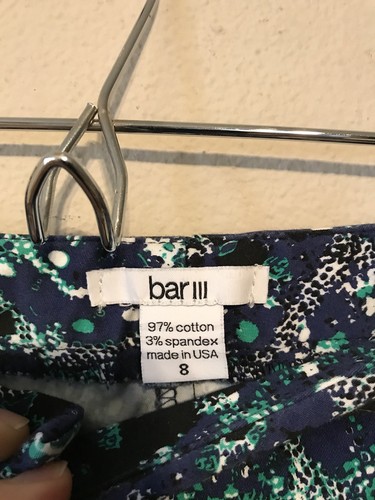 bar III
97% cotton
3% spandex
made in USA
8